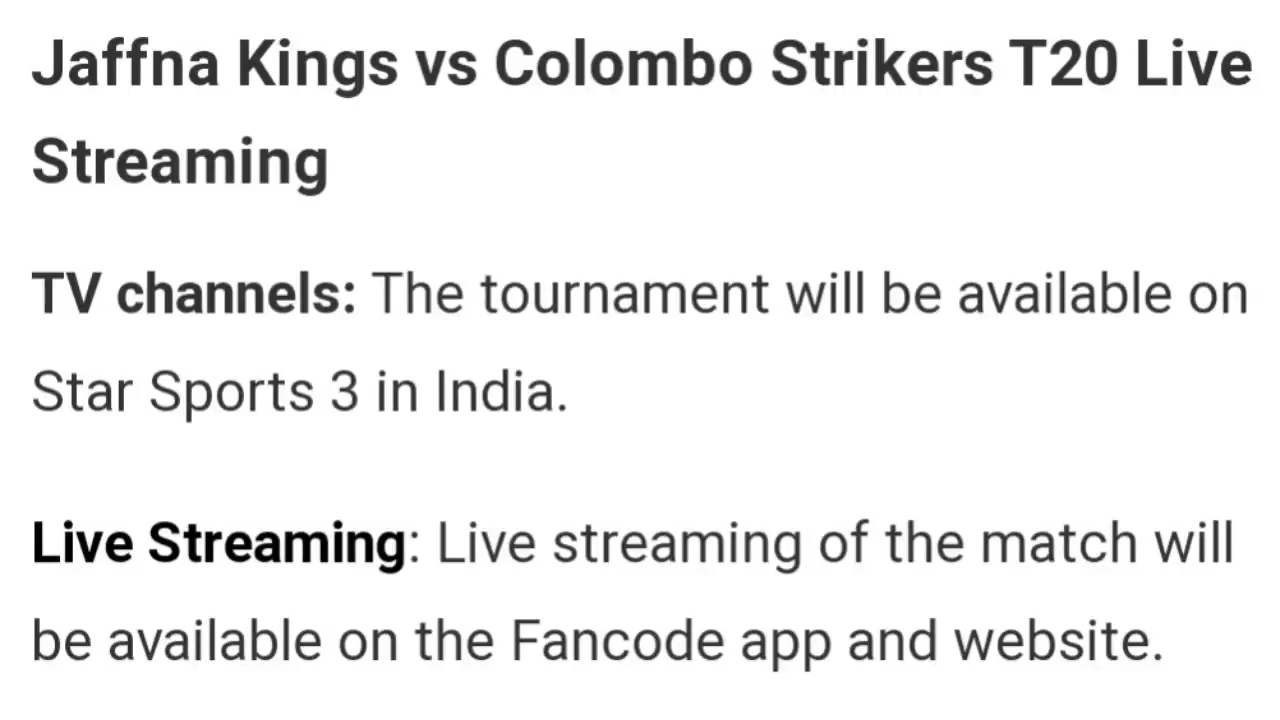 Jaffna Kings vs Colombo Strikers T20 Live
Streaming
TV channels: The tournament will be available on
Star Sports 3 in India.
Live Streaming: Live streaming of the match will
be available on the Fancode app and website.